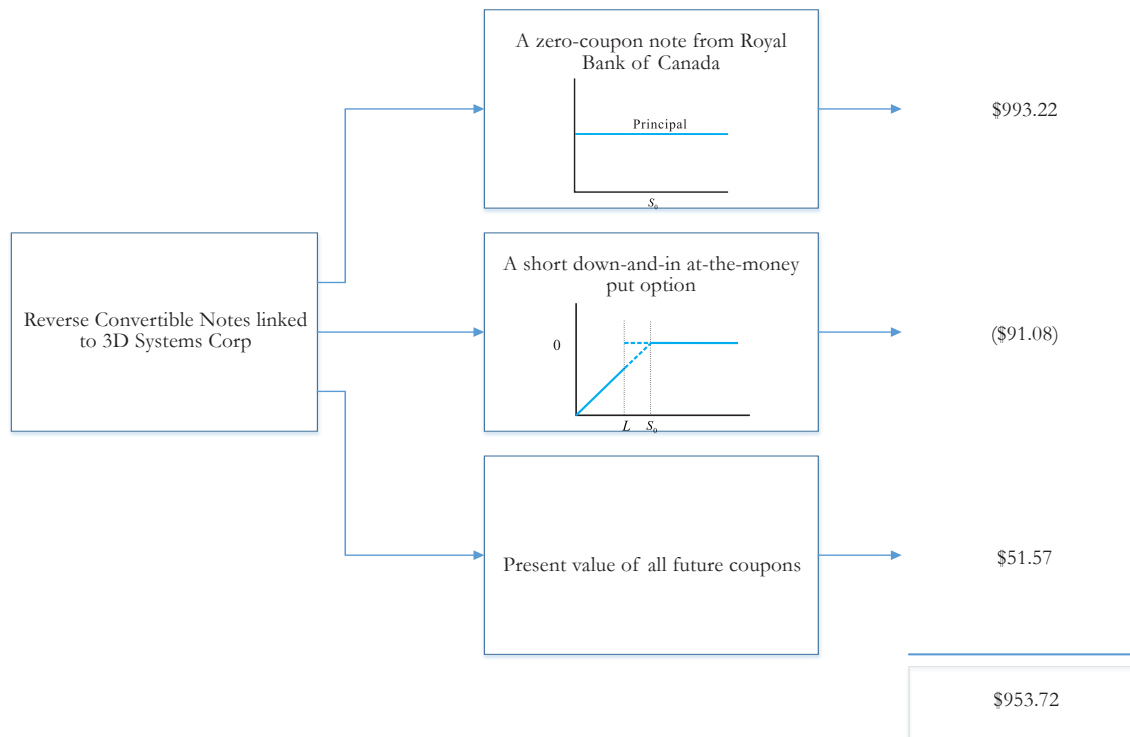 A zero-coupon note from Royal
Bank of Canada
Principal
S₀
$993.22
Reverse Convertible Notes linked
to 3D Systems Corp
A short down-and-in at-the-money
put option
0
L S₀
($91.08)
Present value of all future coupons
$51.57
$953.72